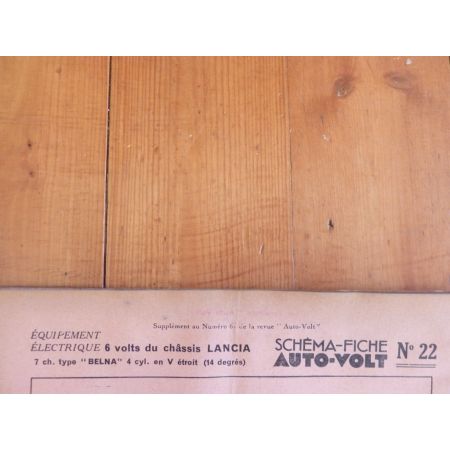 Supplément au Numéro de la revue "Auto-Volt"
ÉQUIPEMENT
ÉLECTRIQUE 6 volts du châssis LANCIA
7 ch. type "BELNA" 4 cyl. en V étroit (14 degrés)
SCHÉMA-FICHE
AUTO-VOLT
N° 22